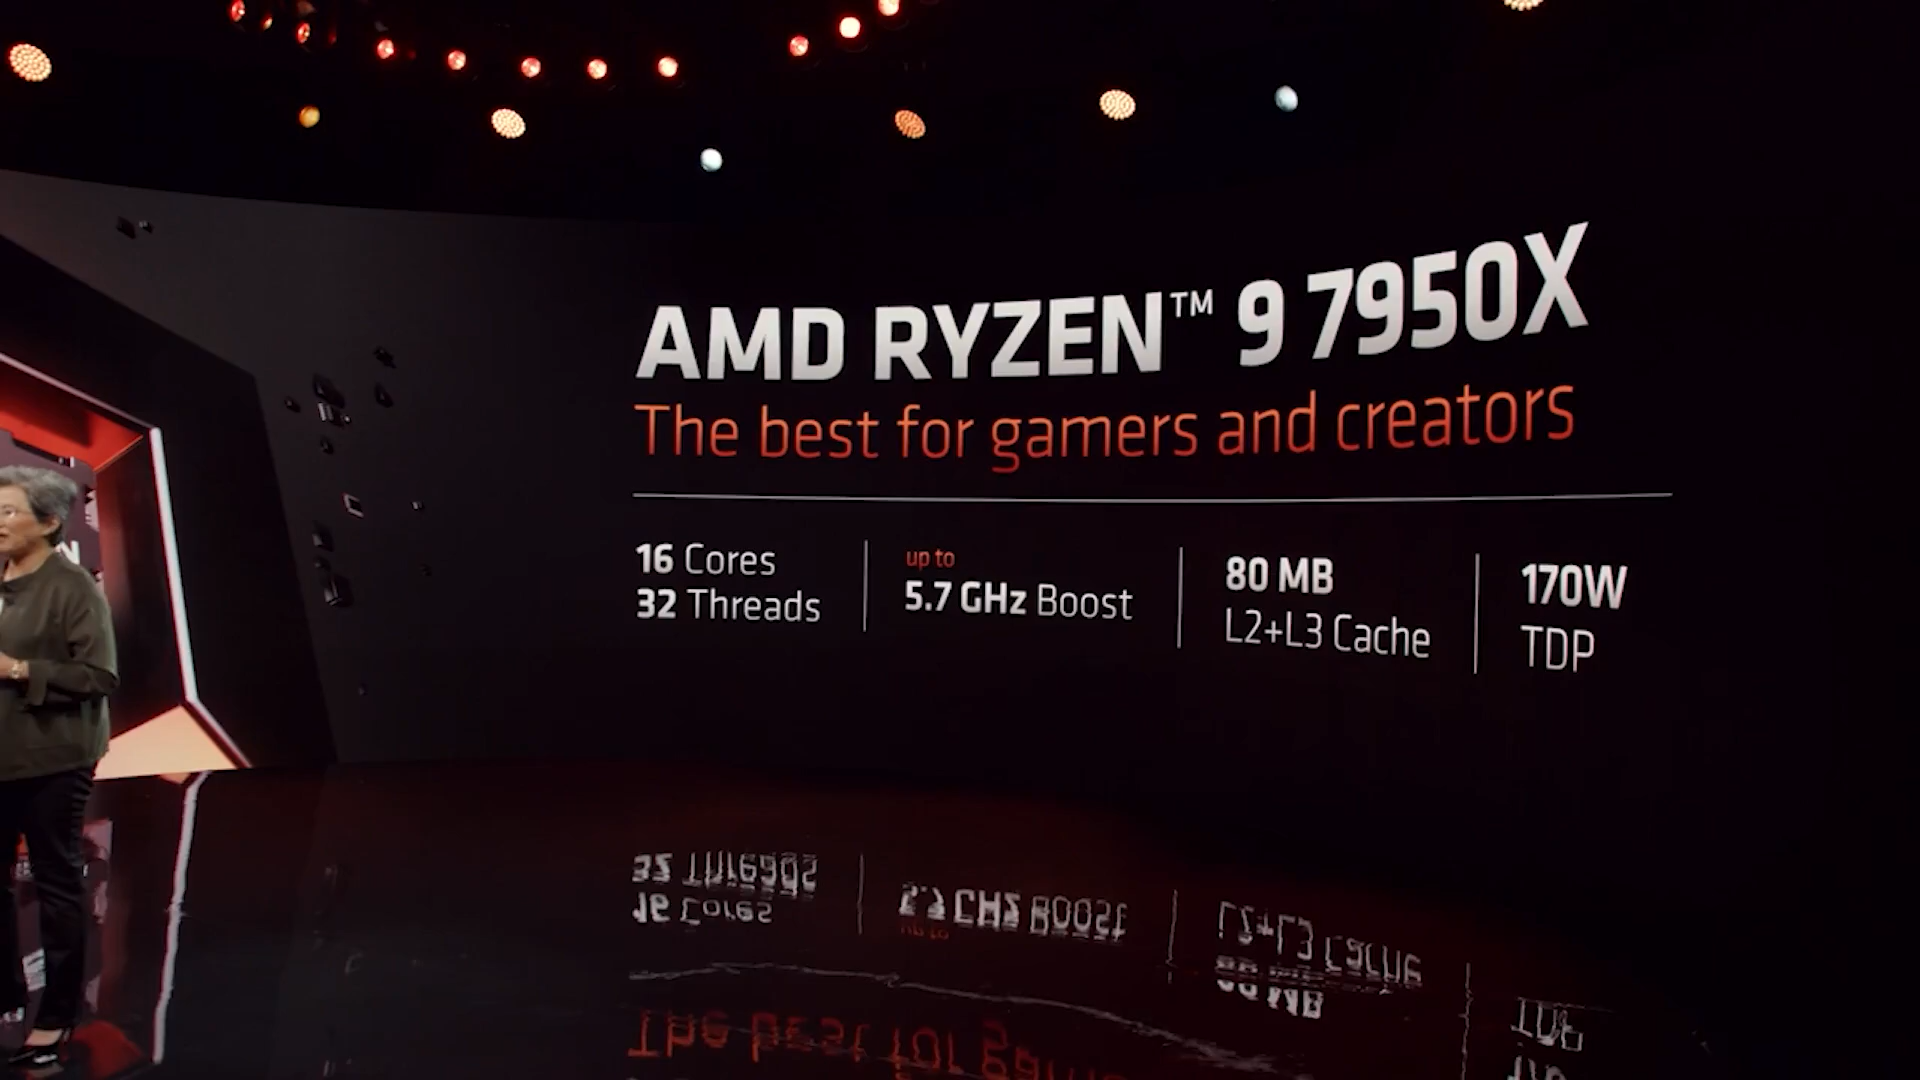 AMD RYZEN™ 9 7950X
The best for gamers and creators
16 Cores
32 Threads
up to
5.7 GHz Boost
80 MB
L2+L3 Cache
170W
TDP